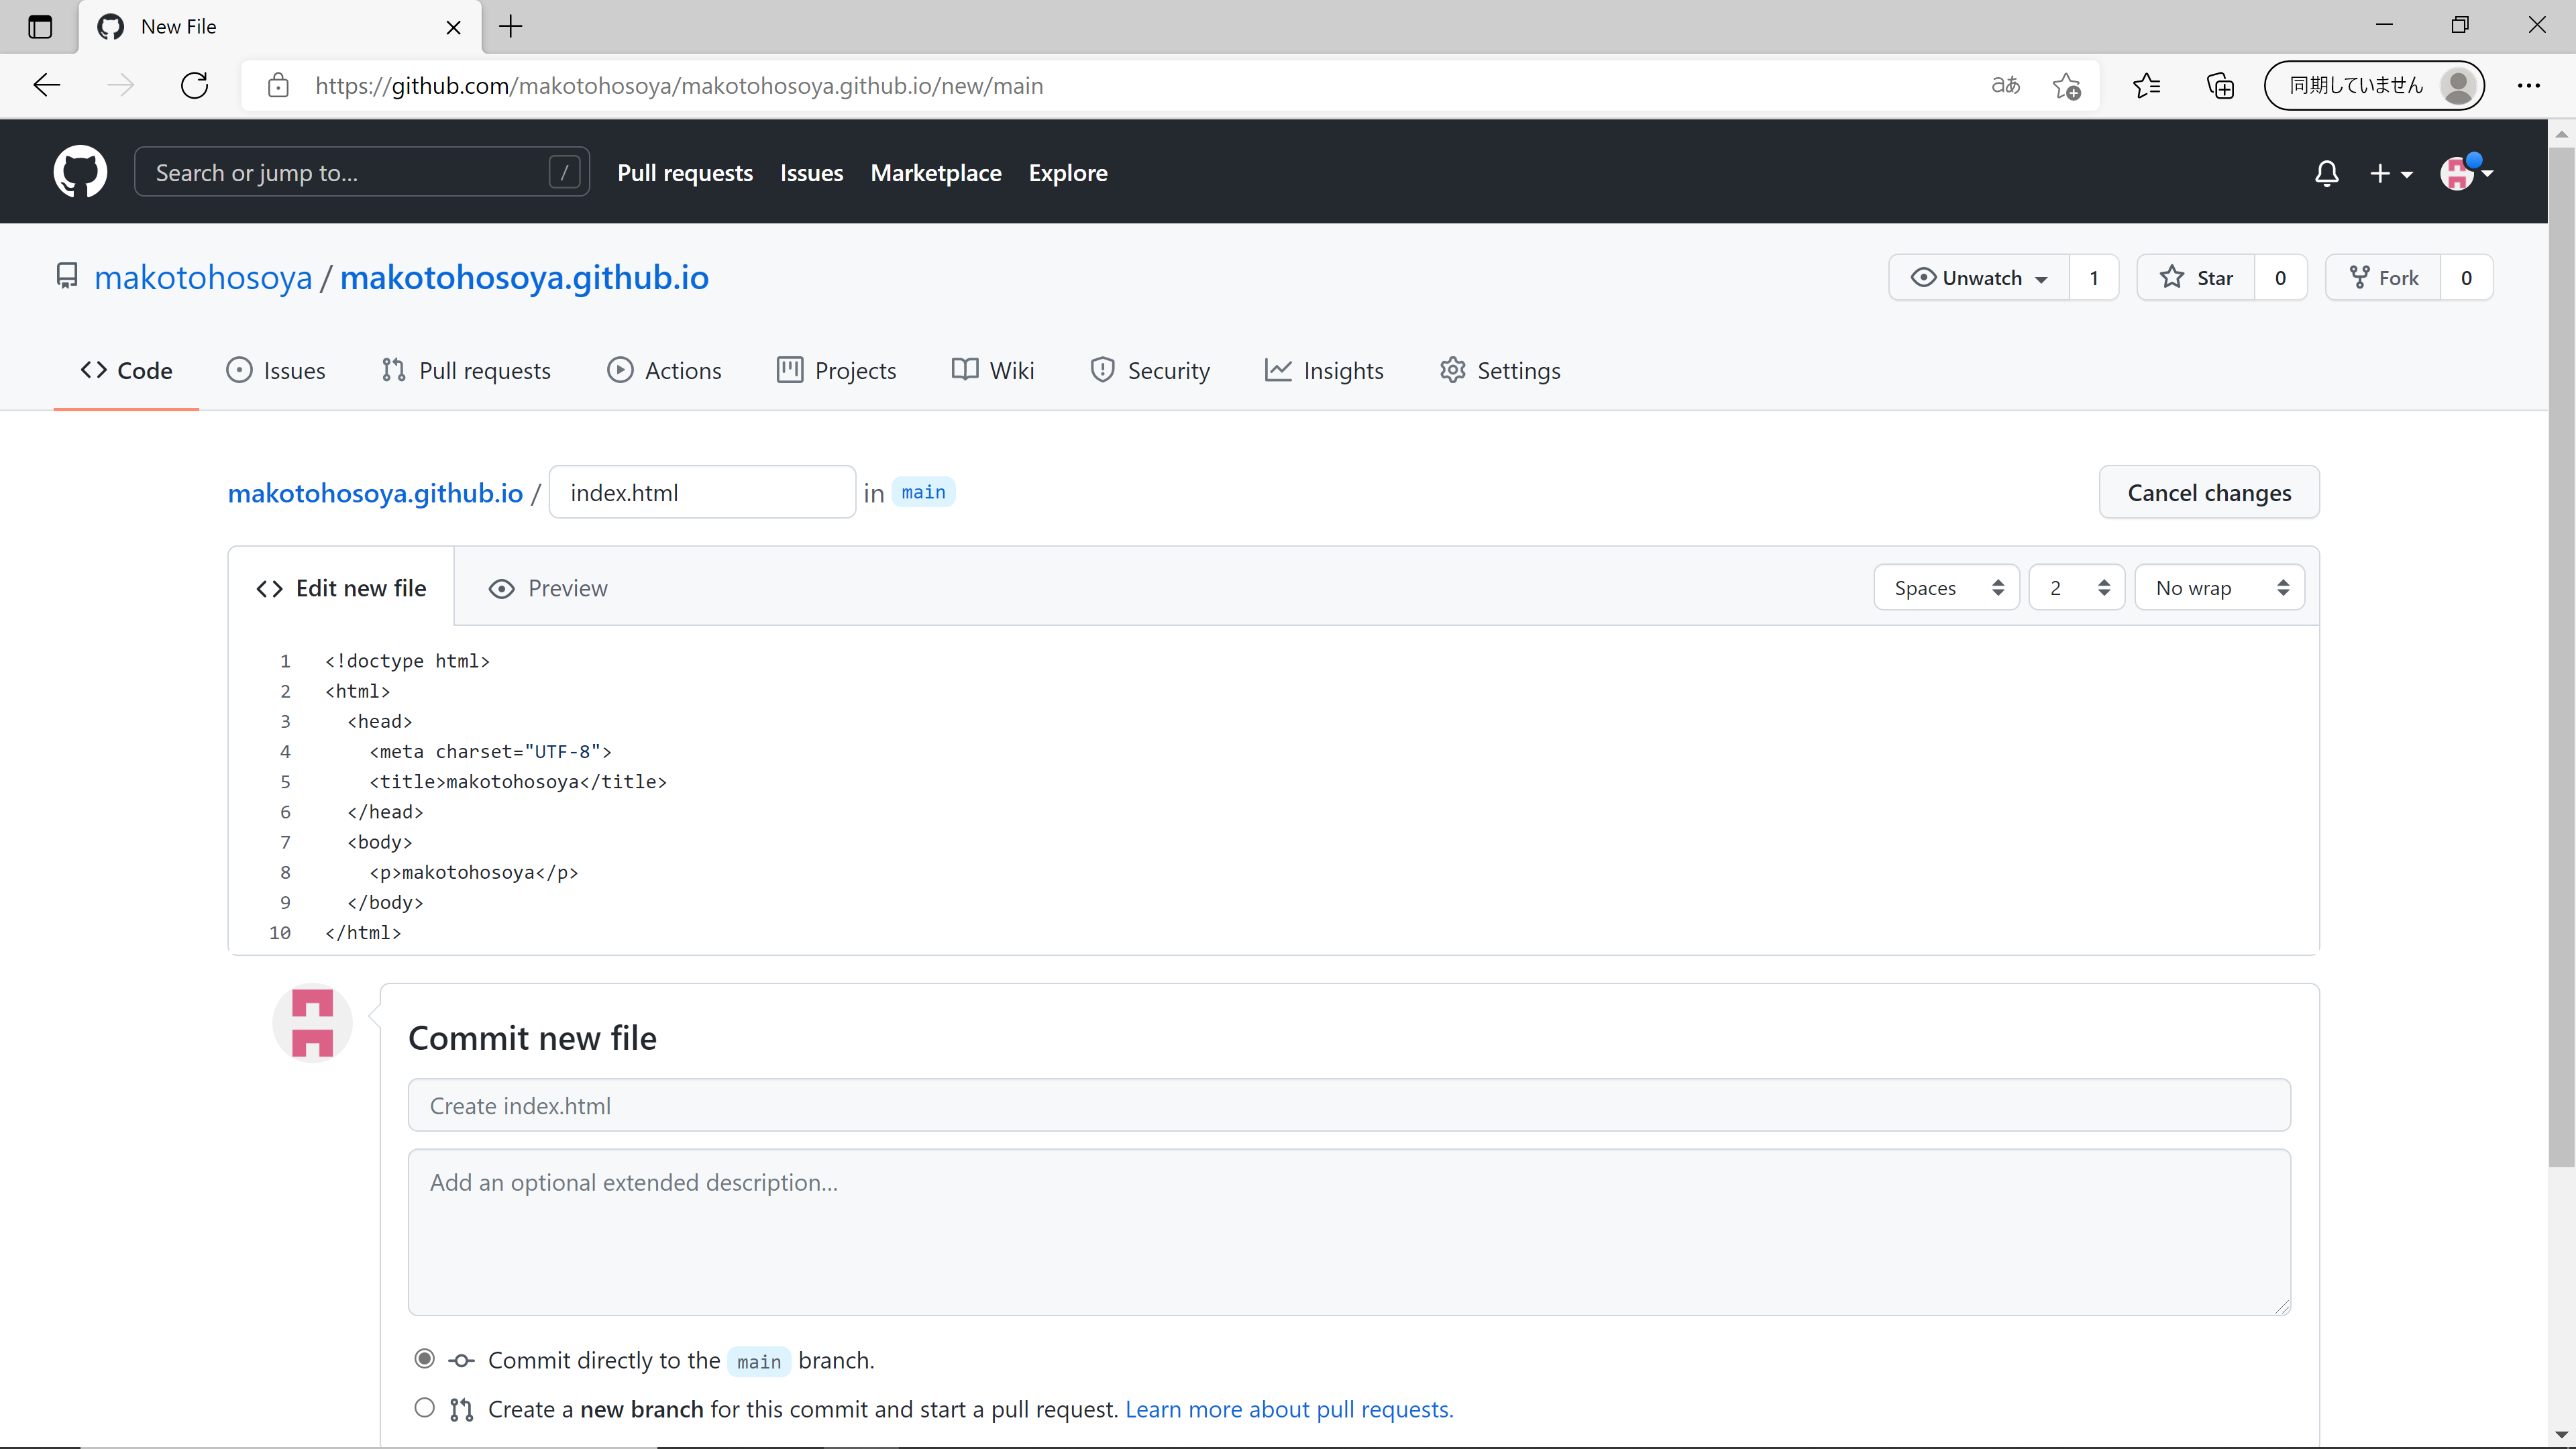 New File
https://github.com/makotohosoya/makotohosoya.github.io/new/main
aあ
同期していません
Search or jump to...
/
Pull requests
Issues
Marketplace
Explore
makotohosoya / makotohosoya.github.io
Unwatch 1
Star 0
Fork 0
Code
Issues
Pull requests
Actions
Projects
Wiki
Security
Insights
Settings
makotohosoya.github.io / index.html in main
Cancel changes
Edit new file
Preview
Spaces
2
No wrap
1 <!doctype html>
2 <html>
3 <head>
4 <meta charset="UTF-8">
5 <title>makotohosoya</title>
6 </head>
7 <body>
8 <p>makotohosoya</p>
9 </body>
10 </html>
Commit new file
Create index.html
Add an optional extended description...
Commit directly to the main branch.
Create a new branch for this commit and start a pull request. Learn more about pull requests.